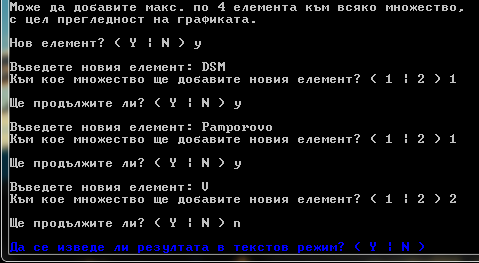 Може да добавите макс. по 4 елемента към всяко множество,
с цел прегледност на графиката.
Нов елемент? ( Y ¦ N ) y
Въведете новия елемент: DSM
Към кое множество ще добавите новия елемент? ( 1 ¦ 2 ) 1
Ще продължите ли? ( Y ¦ N ) y
Въведете новия елемент: Pamporovo
Към кое множество ще добавите новия елемент? ( 1 ¦ 2 ) 1
Ще продължите ли? ( Y ¦ N ) y
Въведете новия елемент: V
Към кое множество ще добавите новия елемент? ( 1 ¦ 2 ) 2
Ще продължите ли? ( Y ¦ N ) n
Да се изведе ли резултата в текстов режим? ( Y ¦ N )